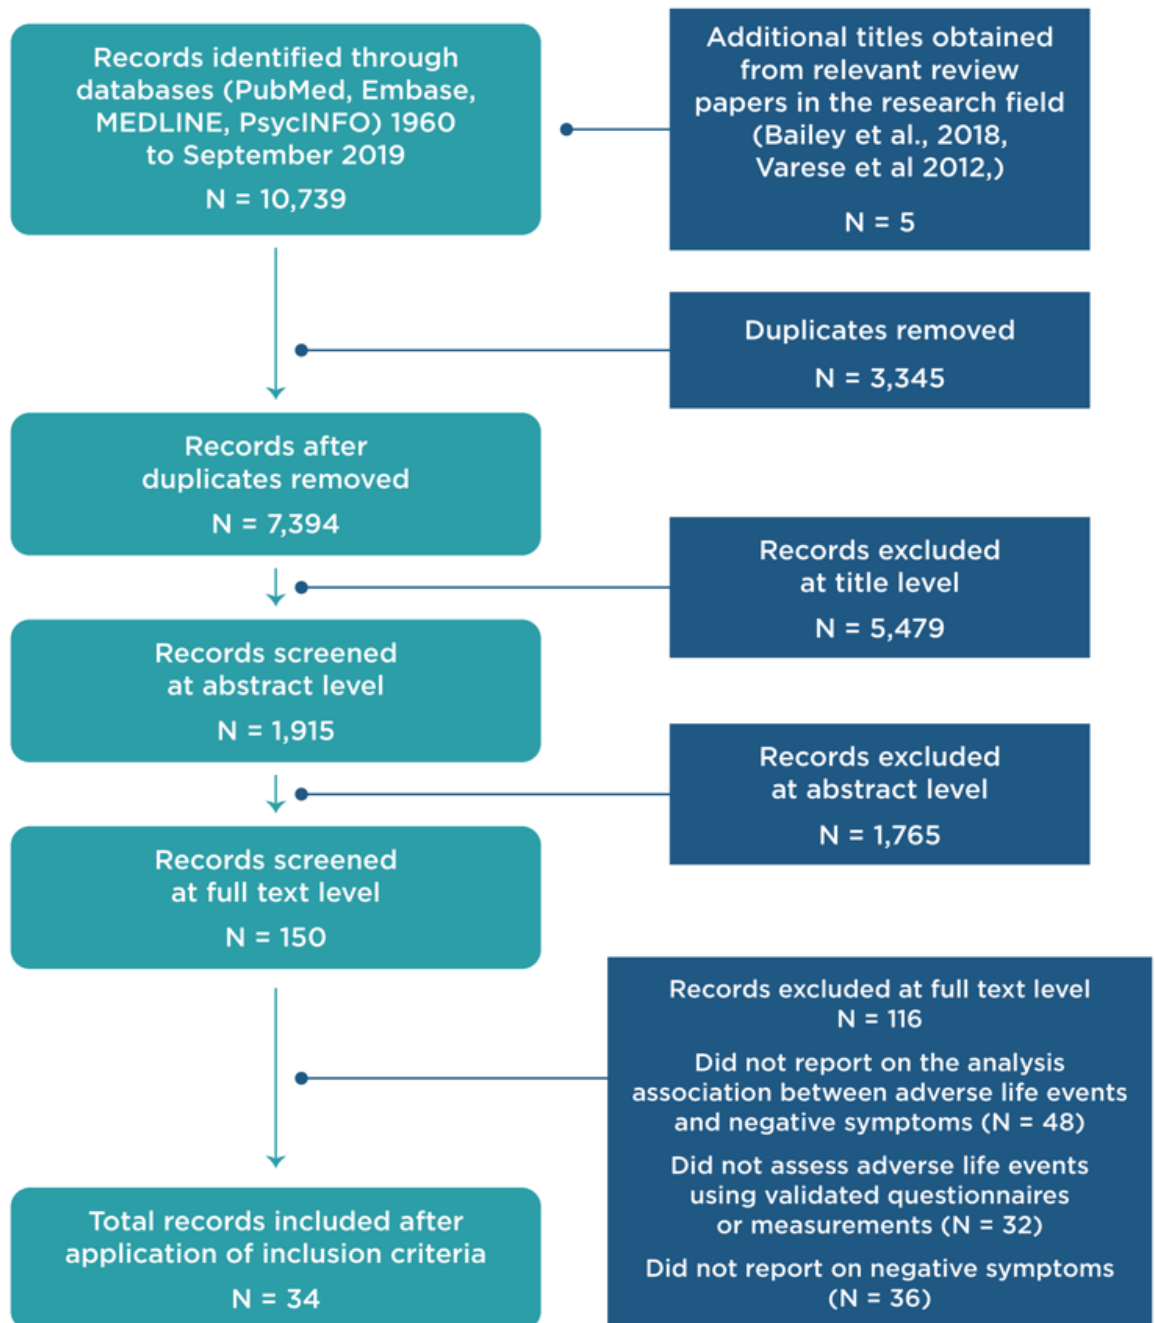 Records identified through
databases (PubMed, Embase,
MEDLINE, PsycINFO) 1960
to September 2019
N = 10,739
Additional titles obtained
from relevant review
papers in the research field
(Bailey et al., 2018,
Varese et al 2012,)
N = 5
Duplicates removed
N = 3,345
Records after
duplicates removed
N = 7,394
Records excluded
at title level
N = 5,479
Records screened
at abstract level
N = 1,915
Records excluded
at abstract level
N = 1,765
Records screened
at full text level
N = 150
Records excluded at full text level
N = 116
Did not report on the analysis
association between adverse life events
and negative symptoms (N = 48)
Did not assess adverse life events
using validated questionnaires
or measurements (N = 32)
Did not report on negative symptoms
(N = 36)
Total records included after
application of inclusion criteria
N = 34